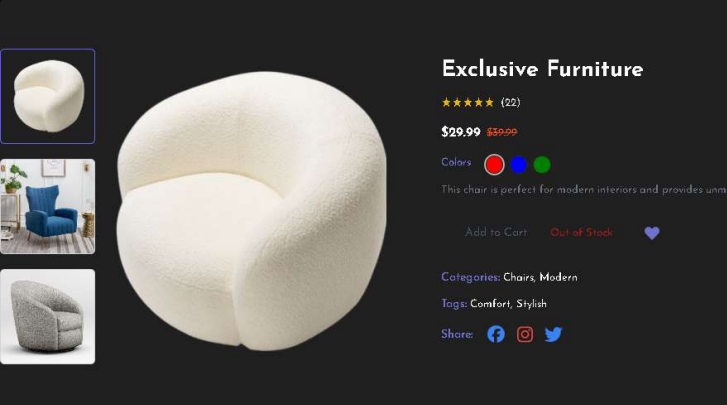 Exclusive Furniture
★★★★★ (22)
$29.99 $39.99
Colors
This chair is perfect for modern interiors and provides
Add to Cart Out of Stock
Categories: Chairs, Modern
Tags: Comfort, Stylish
Share: